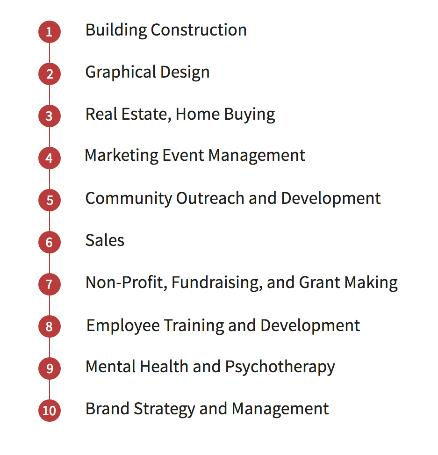 1 Building Construction
2 Graphical Design
3 Real Estate, Home Buying
4 Marketing Event Management
5 Community Outreach and Development
6 Sales
7 Non-Profit, Fundraising, and Grant Making
8 Employee Training and Development
9 Mental Health and Psychotherapy
10 Brand Strategy and Management